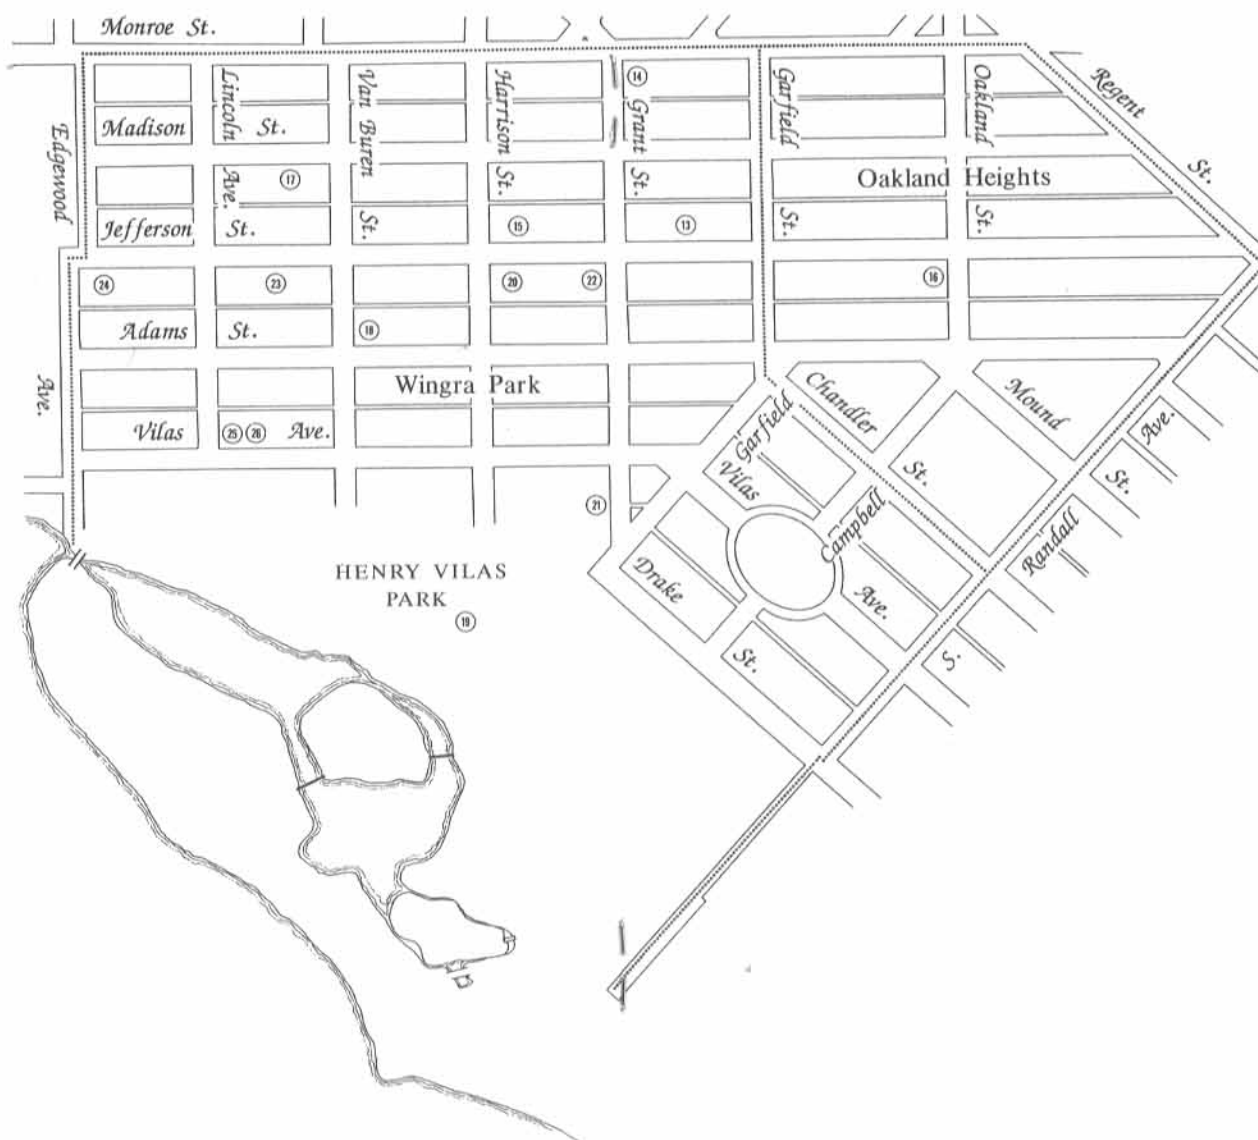 Monroe St.
Edgewood
Ave.
Lincoln
Ave.
Van Buren
St.
Harrison
St.
14
Grant
St.
Garfield
St.
Oakland
St.
Regent
St.
Madison St.
17
Oakland Heights
Jefferson St.
15
13
24
23
20
22
16
Adams St.
18
Wingra Park
Chandler
St.
Mound
St.
Vilas Ave.
25 26
Garfield
Vilas
Ave.
Campbell
Randall
Ave.
S.
21
Drake
St.
HENRY VILAS
PARK
19